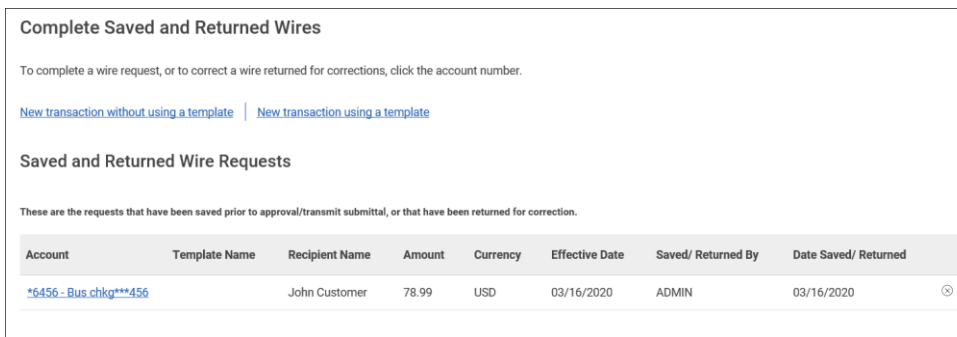 Complete Saved and Returned Wires
To complete a wire request, or to correct a wire returned for corrections, click the account number.
New transaction without using a template | New transaction using a template
Saved and Returned Wire Requests
These are the requests that have been saved prior to approval/transmit submittal, or that have been returned for correction.
Account Template Name Recipient Name Amount Currency Effective Date Saved/ Returned By Date Saved/ Returned
*6456 - Bus chkg***456 John Customer 78.99 USD 03/16/2020 ADMIN 03/16/2020